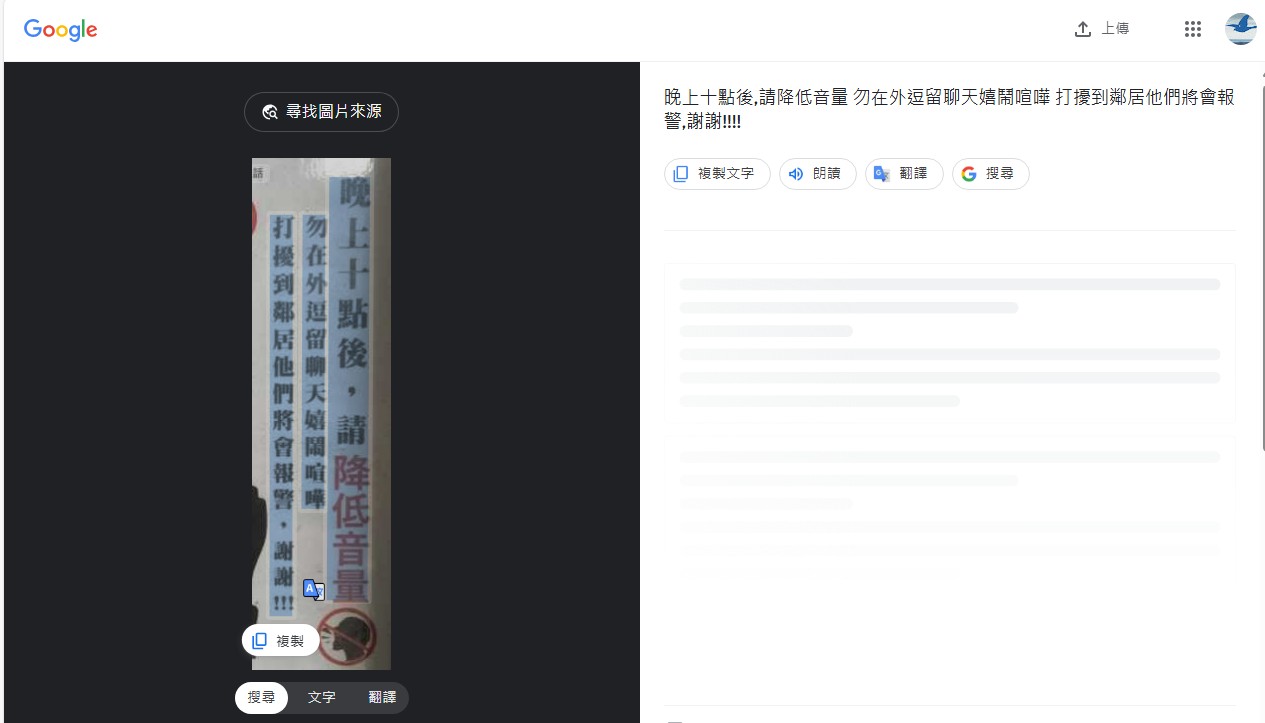 Google
上傳
尋找圖片來源
話
晚上十點後，請降低音量
勿在外逗留聊天嬉鬧喧嘩
打擾到鄰居他們將會報警，謝謝!!!
複製
搜尋
文字
翻譯
晚上十點後,請降低音量 勿在外逗留聊天嬉鬧喧嘩 打擾到鄰居他們將會報
警,謝謝!!!!
複製文字
朗讀
翻譯
搜尋